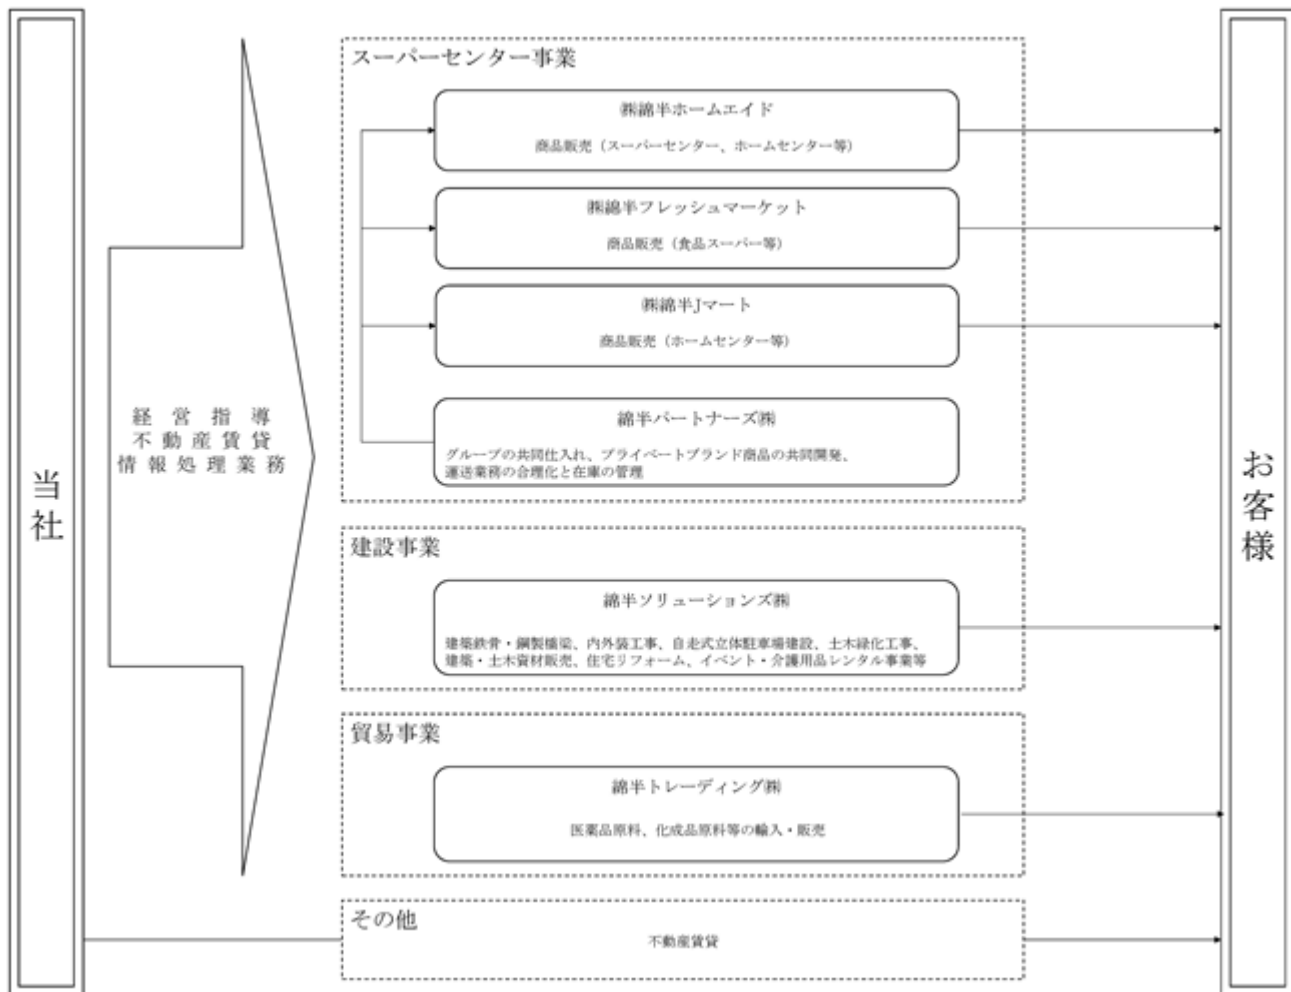 当社
経営指導
不動産賃貸
情報処理業務
スーパーセンター事業
㈱綿半ホームエイド
商品販売（スーパーセンター、ホームセンター等）
㈱綿半フレッシュマーケット
商品販売（食品スーパー等）
㈱綿半Jマート
商品販売（ホームセンター等）
綿半パートナーズ㈱
グループの共同仕入れ、プライベートブランド商品の共同開発、
運送業務の合理化と在庫の管理
建設事業
綿半ソリューションズ㈱
建築鉄骨・鋼製橋梁、内外装工事、自走式立体駐車場建設、土木緑化工事、
建築・土木資材販売、住宅リフォーム、イベント・介護用品レンタル事業等
貿易事業
綿半トレーディング㈱
医薬品原料、化成品原料等の輸入・販売
その他
不動産賃貸
お客様